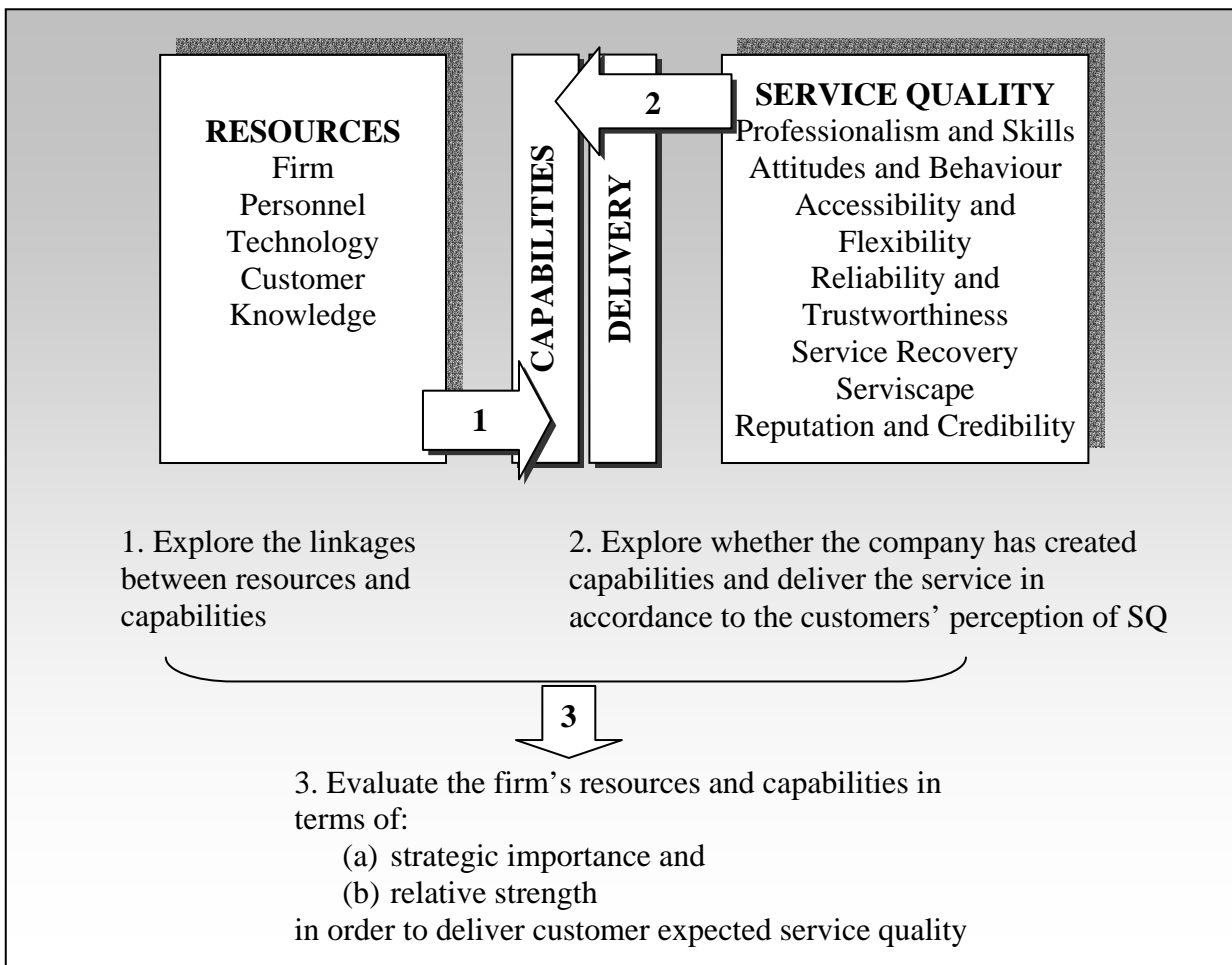 RESOURCES
Firm
Personnel
Technology
Customer
Knowledge
1
CAPABILITIES
DELIVERY
2
SERVICE QUALITY
Professionalism and Skills
Attitudes and Behaviour
Accessibility and
Flexibility
Reliability and
Trustworthiness
Service Recovery
Serviscape
Reputation and Credibility
1. Explore the linkages
between resources and
capabilities
2. Explore whether the company has created
capabilities and deliver the service in
accordance to the customers’ perception of SQ
3
3. Evaluate the firm’s resources and capabilities in
terms of:
(a) strategic importance and
(b) relative strength
in order to deliver customer expected service quality